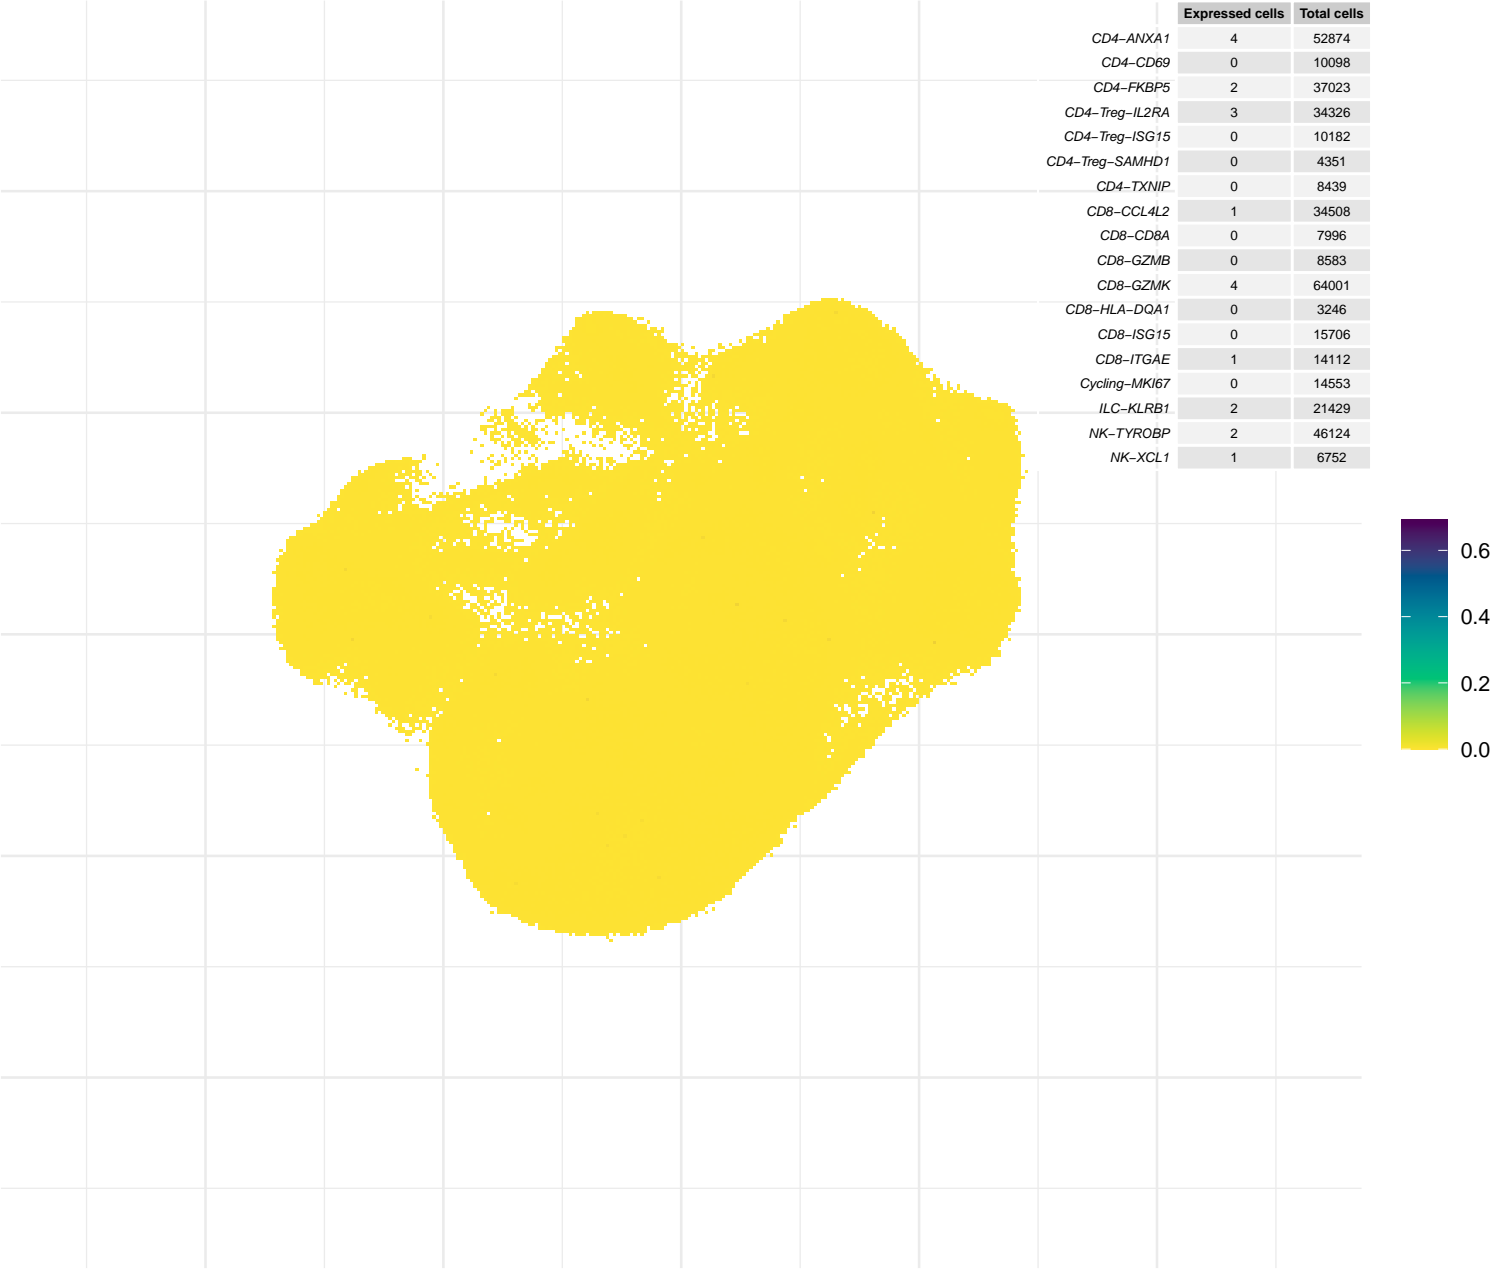 Expressed cells Total cells
CD4−ANXA1 4 52874
CD4−CD69 0 10098
CD4−FKBP5 2 37023
CD4−Treg−IL2RA 3 34326
CD4−Treg−ISG15 0 10182
CD4−Treg−SAMHD1 0 4351
CD4−TXNIP 0 8439
CD8−CCL4L2 1 34508
CD8−CD8A 0 7996
CD8−GZMB 0 8583
CD8−GZMK 4 64001
CD8−HLA−DQA1 0 3246
CD8−ISG15 0 15706
CD8−ITGAE 1 14112
Cycling−MKI67 0 14553
ILC−KLRB1 2 21429
NK−TYROBP 2 46124
NK−XCL1 1 6752
0.6
0.4
0.2
0.0